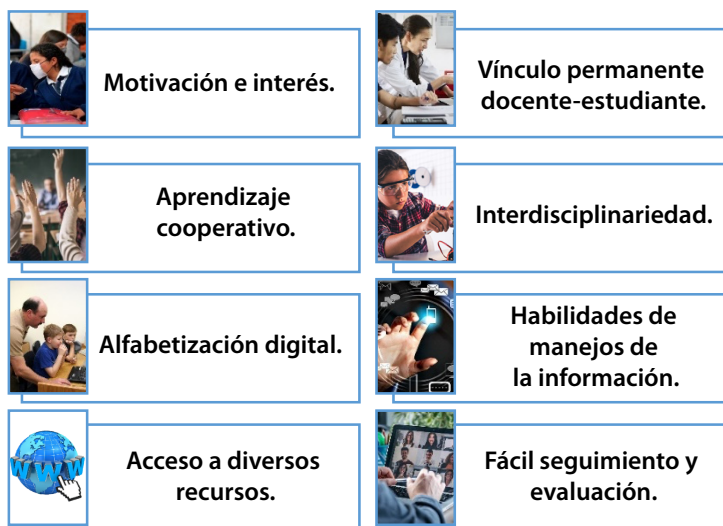 Motivación e interés.
Vínculo permanente
docente-estudiante.
Aprendizaje
cooperativo.
Interdisciplinariedad.
Alfabetización digital.
Habilidades de
manejos de
la información.
WWW
Acceso a diversos
recursos.
Fácil seguimiento y
evaluación.